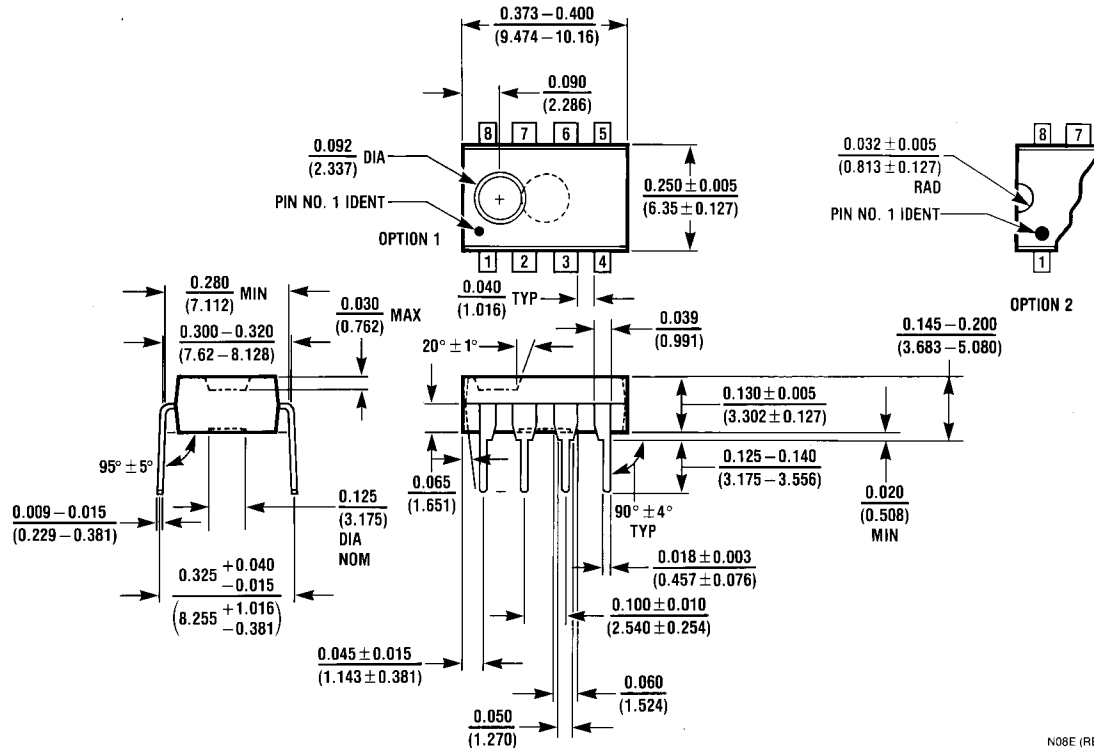 0.373–0.400
(9.474–10.16)
0.090
(2.286)
8 7 6 5
0.092 DIA
(2.337)
PIN NO. 1 IDENT
OPTION 1
0.250 ± 0.005
(6.35 ± 0.127)
1 2 3 4
0.032 ± 0.005
(0.813 ± 0.127)
RAD
PIN NO. 1 IDENT
8 7
1
OPTION 2
0.280 MIN
(7.112)
0.300 – 0.320
(7.62 – 8.128)
0.030 MAX
(0.762)
0.040 TYP
(1.016)
0.039
(0.991)
20° ± 1°
0.145 – 0.200
(3.683 – 5.080)
0.130 ± 0.005
(3.302 ± 0.127)
0.125–0.140
(3.175–3.556)
0.020
(0.508)
MIN
95° ± 5°
0.009 – 0.015
(0.229 – 0.381)
0.125
(3.175)
DIA
NOM
0.065
(1.651)
90° ± 4°
TYP
0.325 +0.040 −0.015
(8.255 +1.016 −0.381)
0.018 ± 0.003
(0.457 ± 0.076)
0.100 ± 0.010
(2.540 ± 0.254)
0.045 ± 0.015
(1.143 ± 0.381)
0.060
(1.524)
0.050
(1.270)
N08E